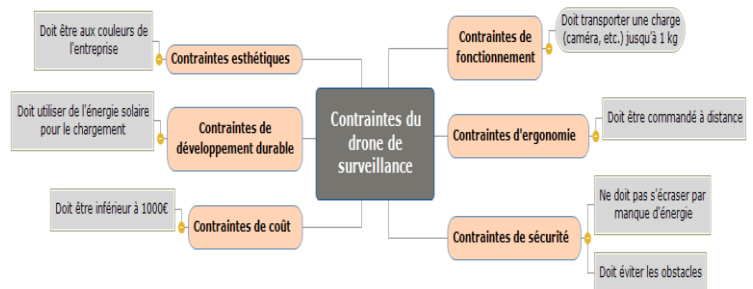 Doit être aux couleurs de
l'entreprise
Contraintes esthétiques
Doit utiliser de l'énergie solaire
pour le chargement
Contraintes de
développement durable
Doit être inférieur à 1000€
Contraintes de coût
Contraintes du
drone de
surveillance
Contraintes de
fonctionnement
Doit transporter une charge
(caméra, etc.) jusqu'à 1 kg
Contraintes d'ergonomie
Doit être commandé à distance
Contraintes de sécurité
Ne doit pas s'écraser par
manque d'énergie
Doit éviter les obstacles